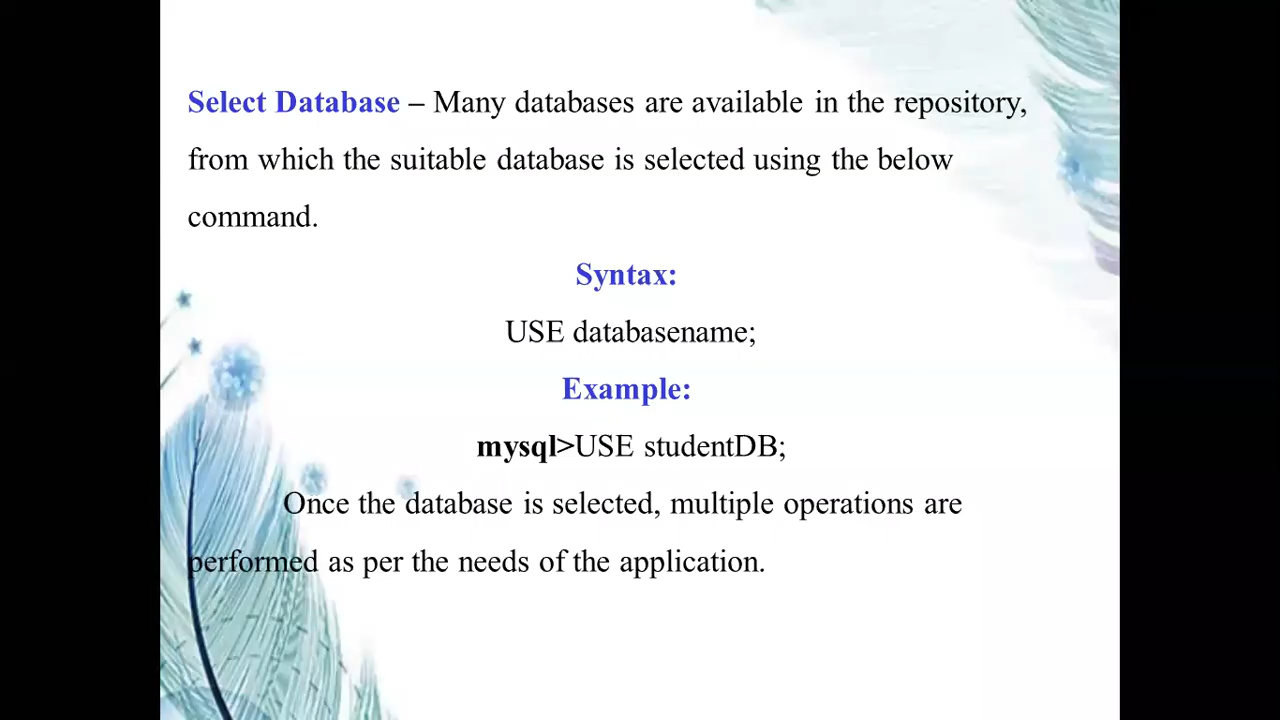 Select Database – Many databases are available in the repository,
from which the suitable database is selected using the below
command.
Syntax:
USE databasename;
Example:
mysql>USE studentDB;
Once the database is selected, multiple operations are
performed as per the needs of the application.